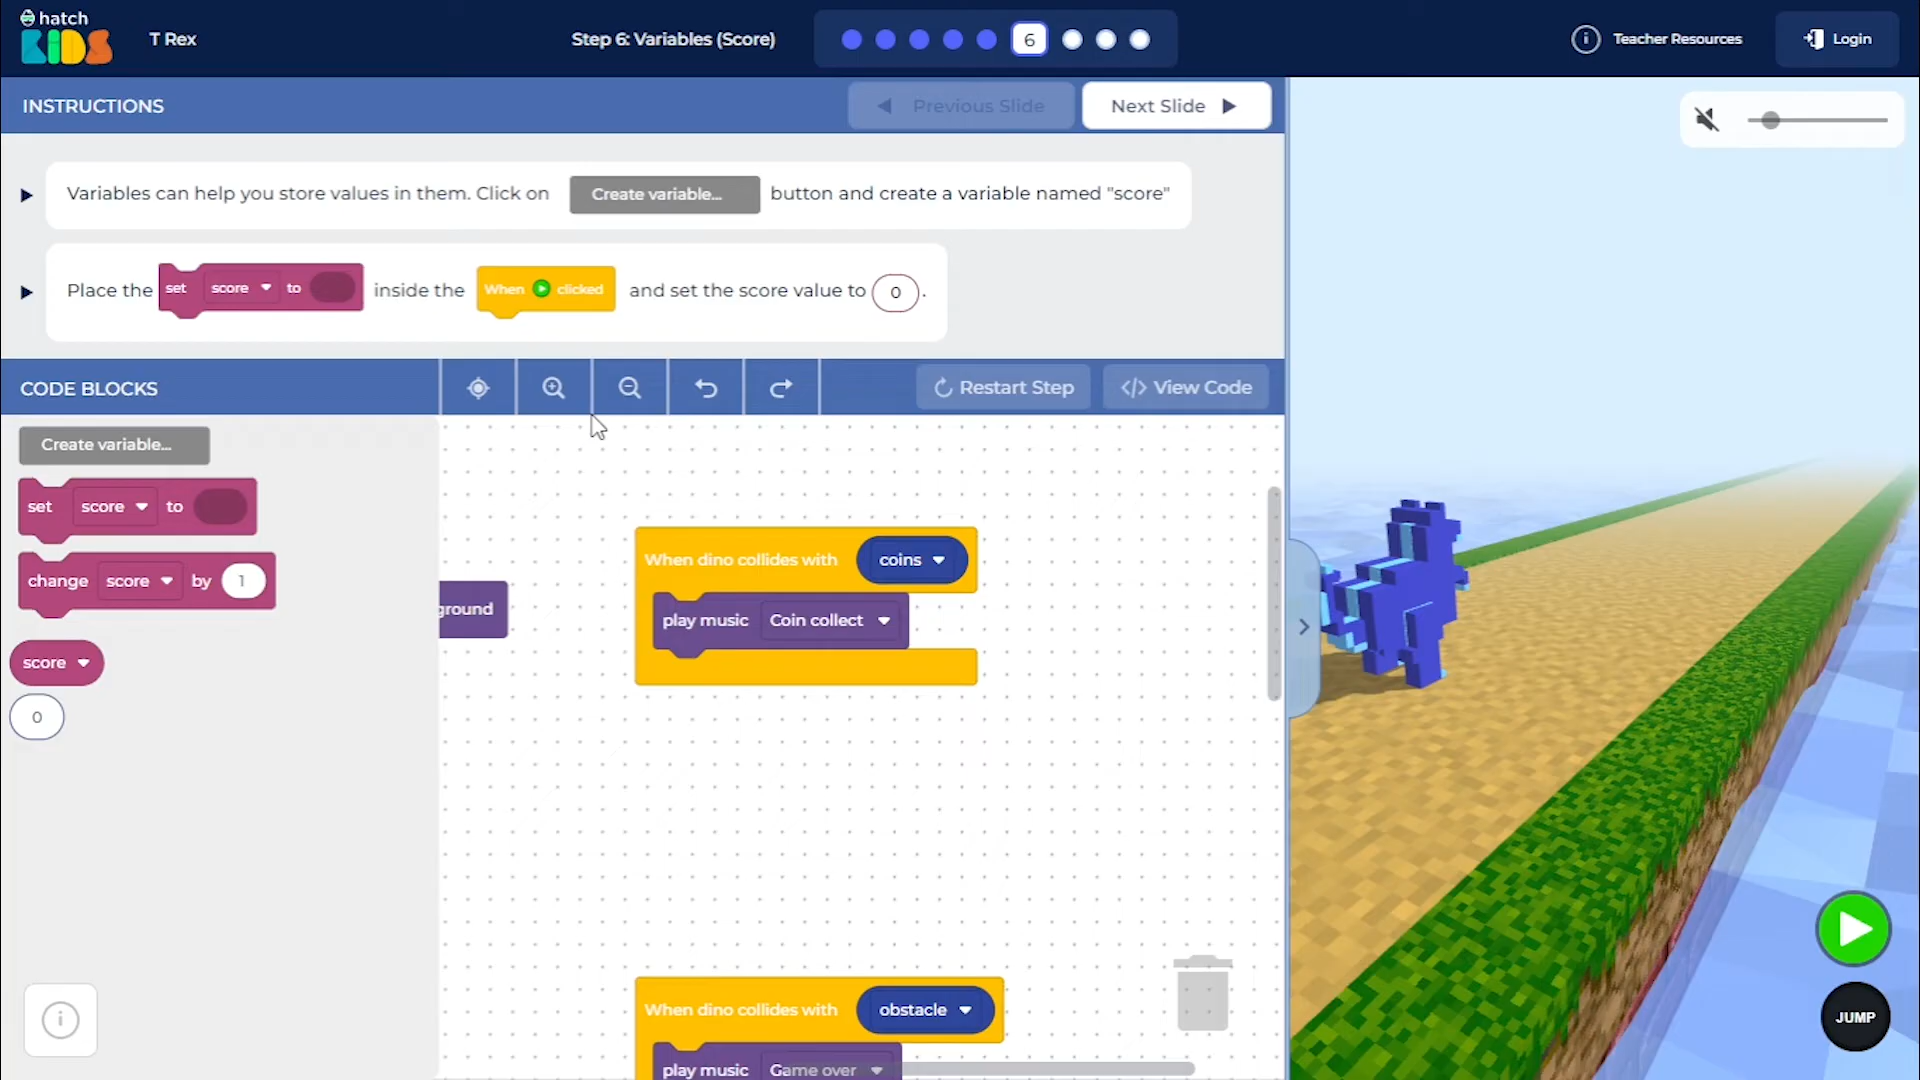 hatch
KIDS
T Rex
Step 6: Variables (Score)
6
Teacher Resources
Login
INSTRUCTIONS
Previous Slide
Next Slide
Variables can help you store values in them. Click on Create variable... button and create a variable named "score"
Place the set score to inside the When clicked and set the score value to 0 .
CODE BLOCKS
Restart Step
</> View Code
Create variable...
set score to
change score by 1
score
0
ground
When dino collides with coins
play music Coin collect
When dino collides with obstacle
play music Game over
JUMP